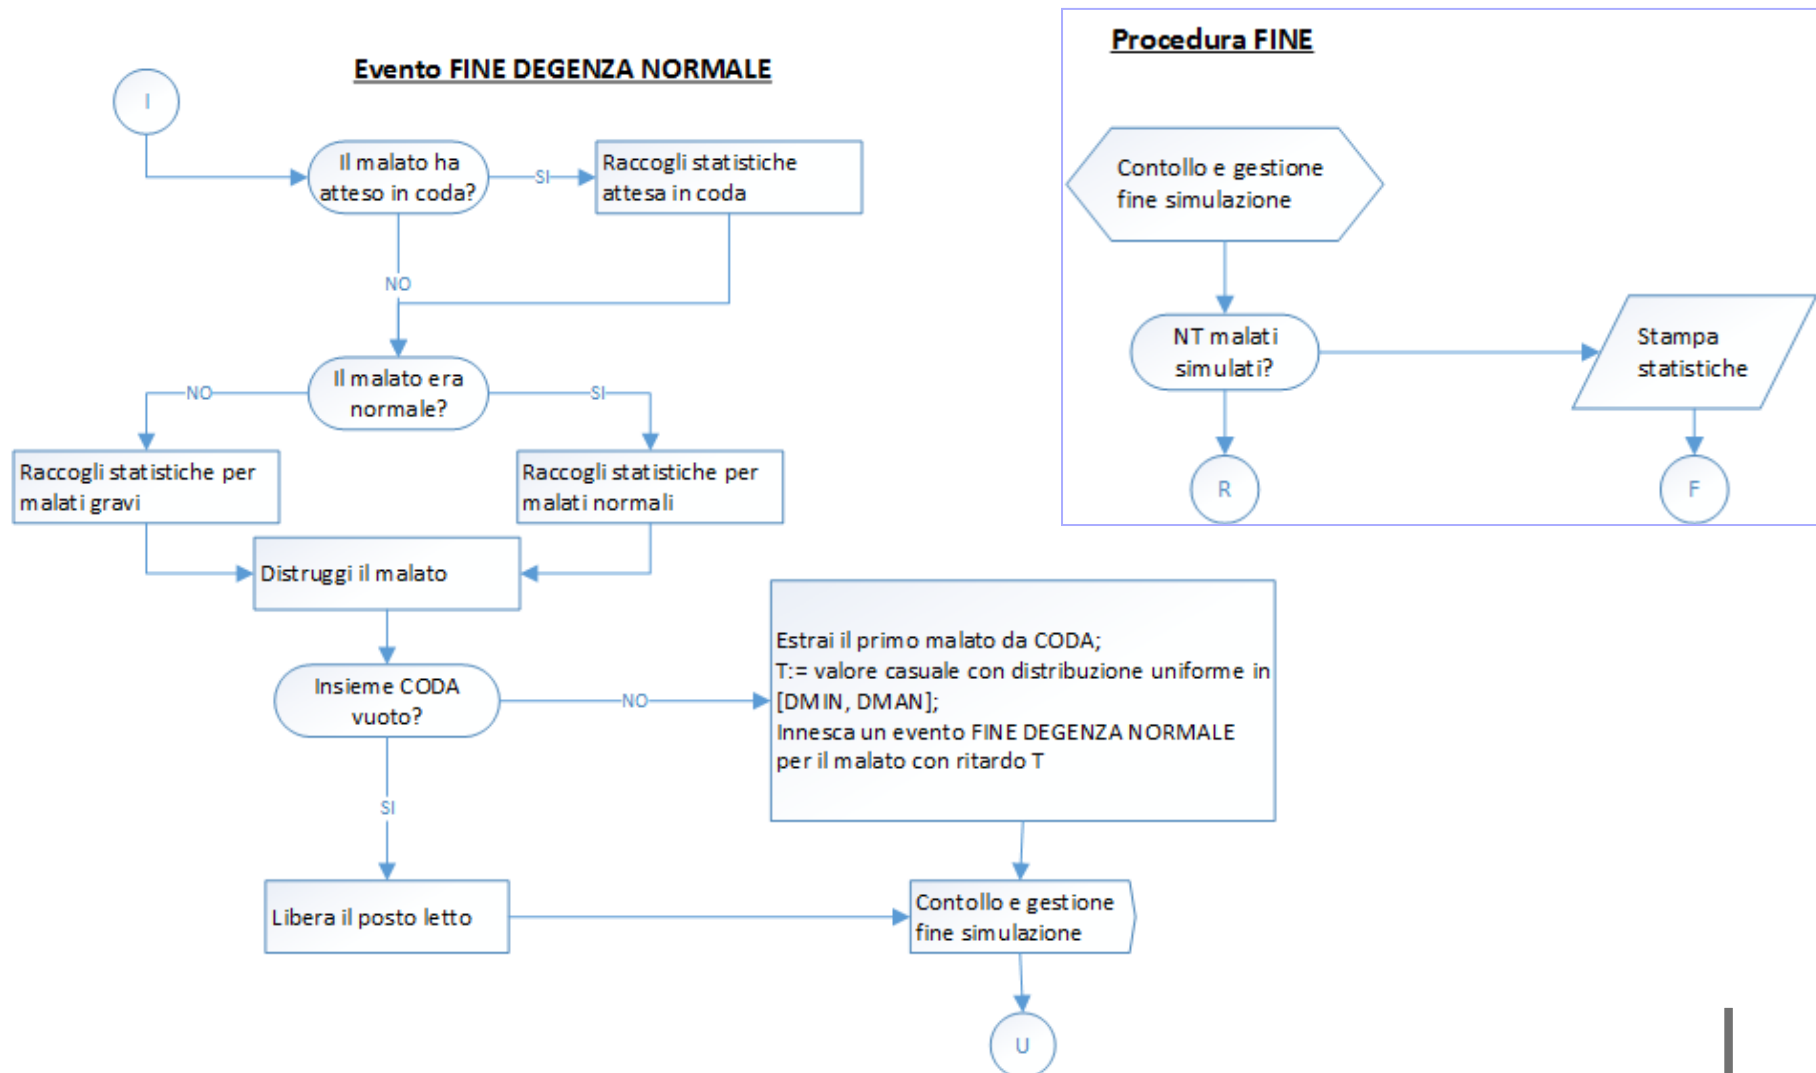 Evento FINE DEGENZA NORMALE
I
Il malato ha
atteso in coda?
SI
Raccogli statistiche
attesa in coda
NO
Il malato era
normale?
NO
SI
Raccogli statistiche per
malati gravi
Raccogli statistiche per
malati normali
Distruggi il malato
Insieme CODA
vuoto?
NO
Estrai il primo malato da CODA;
T:= valore casuale con distribuzione uniforme in
[DMIN, DMAN];
Innesca un evento FINE DEGENZA NORMALE
per il malato con ritardo T
SI
Libera il posto letto
Contollo e gestione
fine simulazione
U
Procedura FINE
Contollo e gestione
fine simulazione
NT malati
simulati?
Stampa
statistiche
R
F